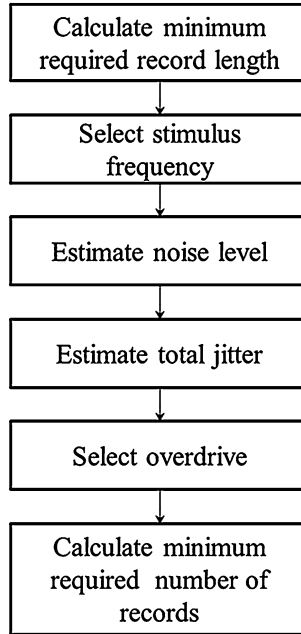 Calculate minimum
required record length
Select stimulus
frequency
Estimate noise level
Estimate total jitter
Select overdrive
Calculate minimum
required number of
records